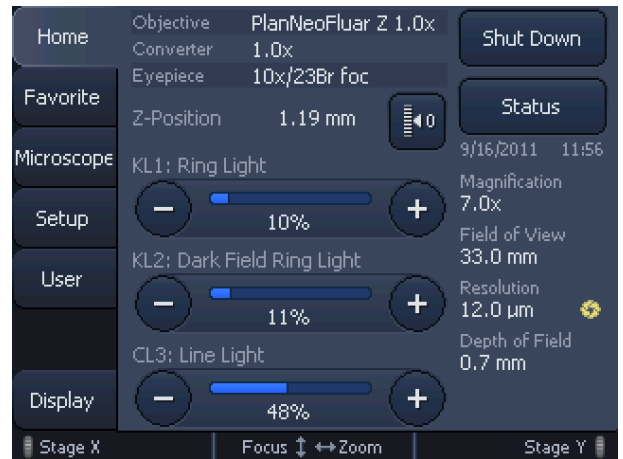 Home
Favorite
Microscope
Setup
User
Display
Objective PlanNeoFluar Z 1.0x
Converter 1.0x
Eyepiece 10x/23Br foc
Z-Position 1.19 mm 0
KL1: Ring Light
10%
KL2: Dark Field Ring Light
11%
CL3: Line Light
48%
Shut Down
Status
9/16/2011 11:56
Magnification
7.0x
Field of View
33.0 mm
Resolution
12.0 µm
Depth of Field
0.7 mm
Stage X Focus ↕ ↔ Zoom Stage Y